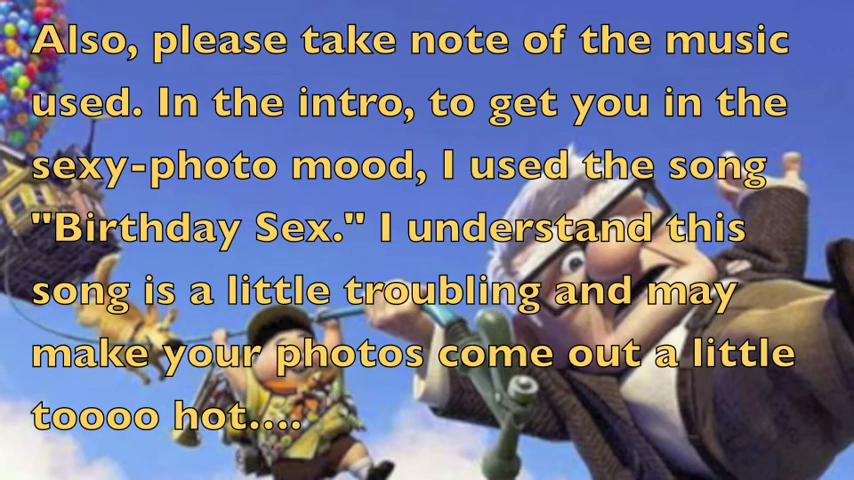 Also, please take note of the music
used. In the intro, to get you in the
sexy-photo mood, I used the song
"Birthday Sex." I understand this
song is a little troubling and may
make your photos come out a little
toooo hot....